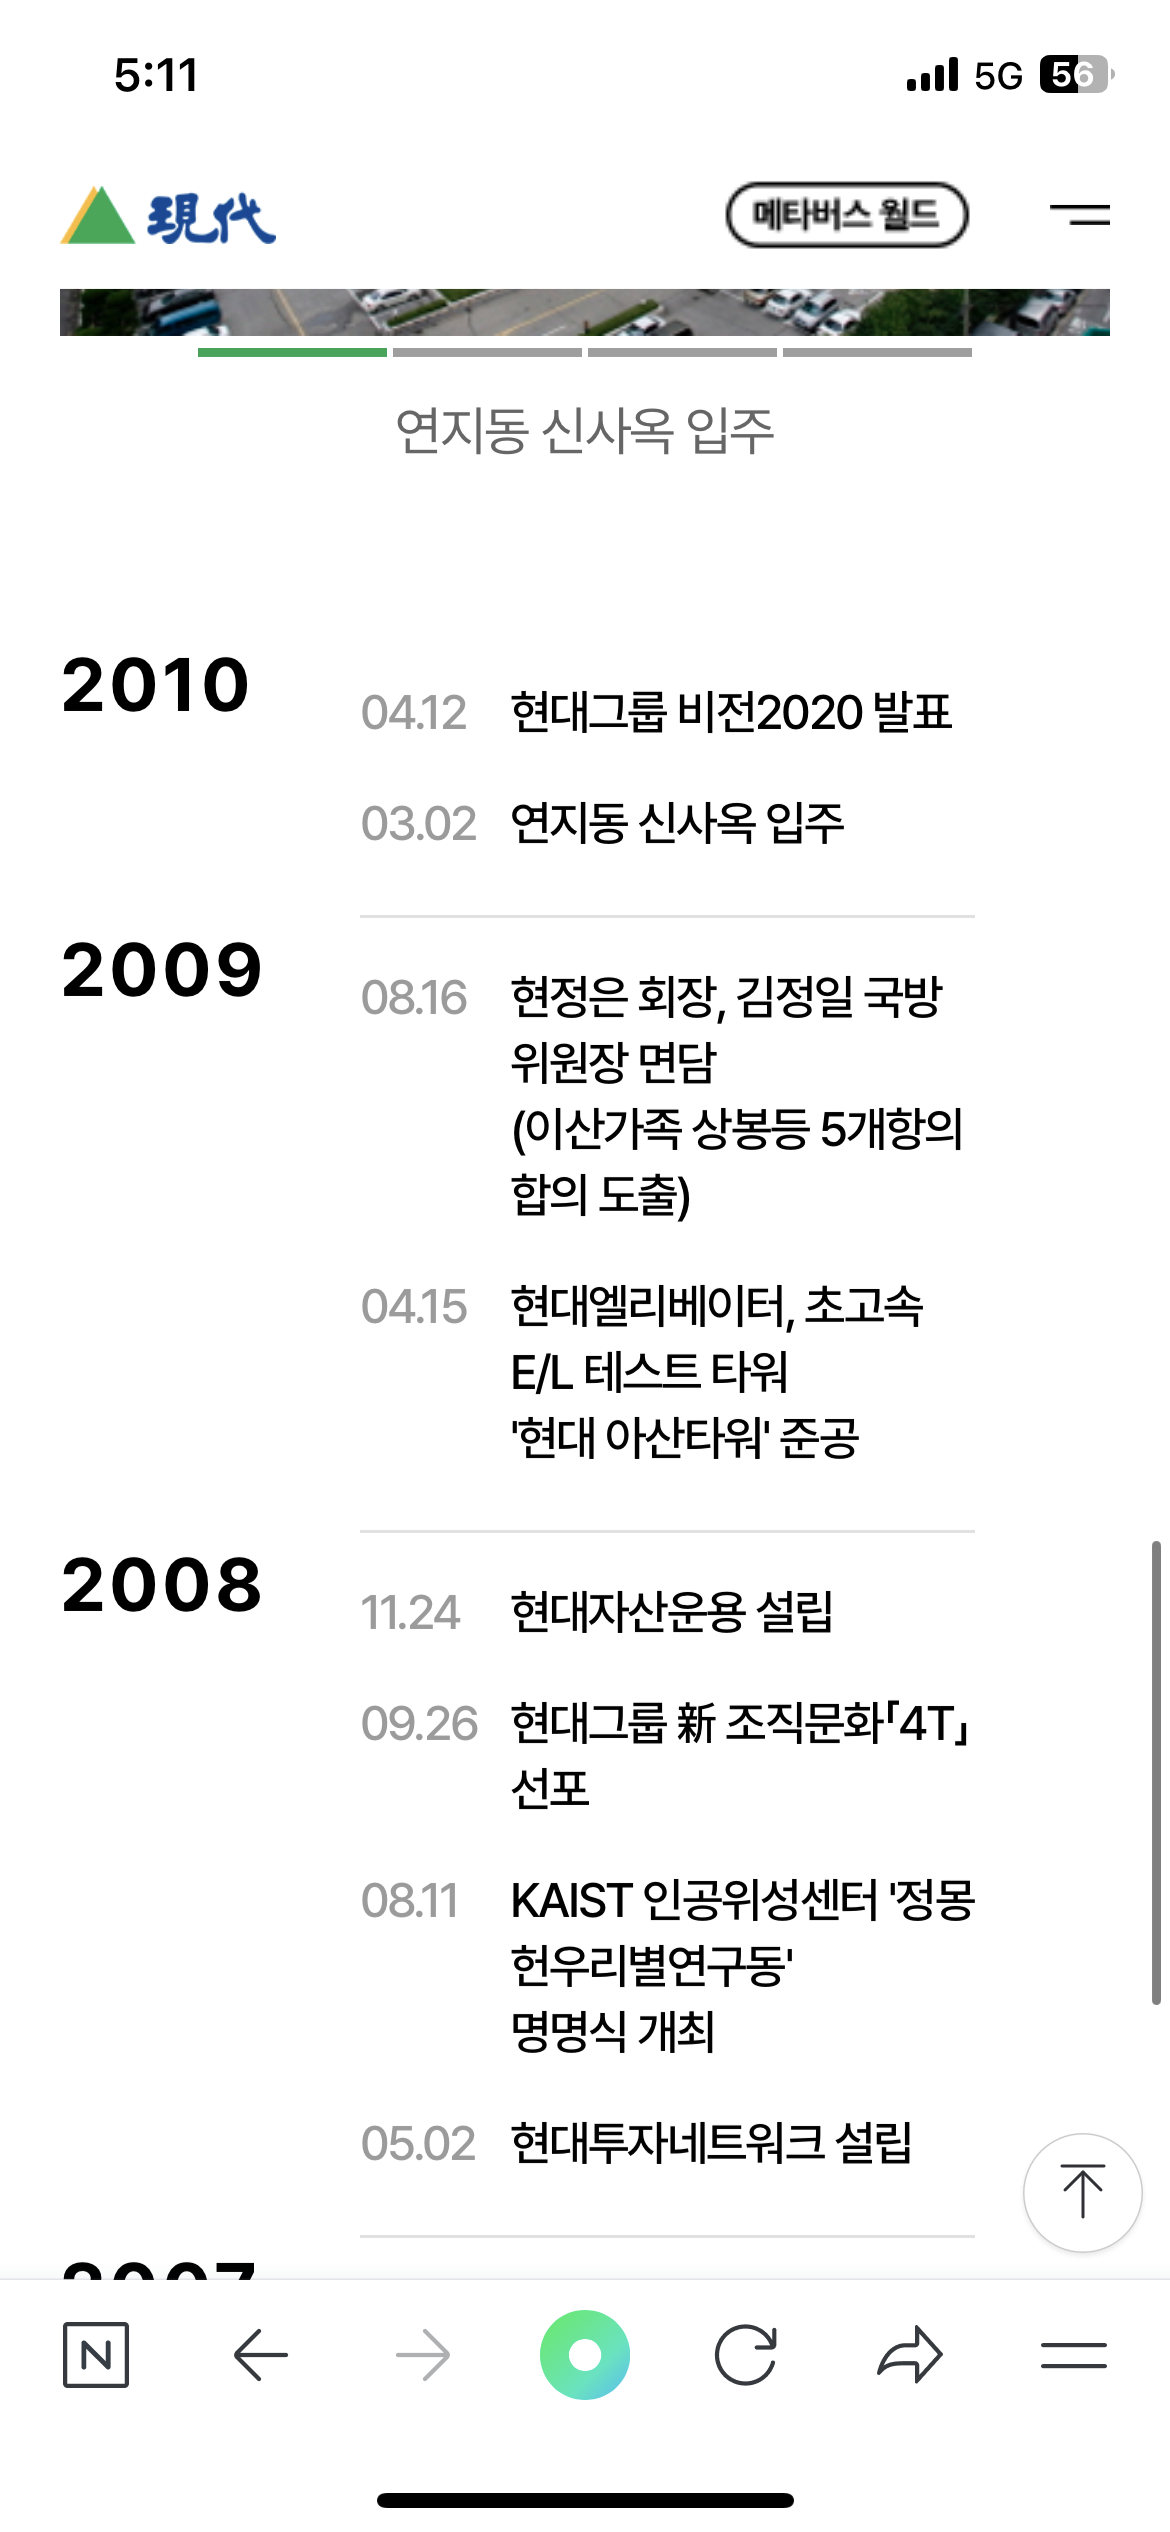 5:11
5G 56
現代
메타버스 월드
연지동 신사옥 입주
2010
04.12 현대그룹 비전2020 발표
03.02 연지동 신사옥 입주
2009
08.16 현정은 회장, 김정일 국방
위원장 면담
(이산가족 상봉등 5개항의
합의 도출)
04.15 현대엘리베이터, 초고속
E/L 테스트 타워
'현대 아산타워' 준공
2008
11.24 현대자산운용 설립
09.26 현대그룹 新 조직문화「4T」
선포
08.11 KAIST 인공위성센터 '정몽
헌우리별연구동'
명명식 개최
05.02 현대투자네트워크 설립
2007
N